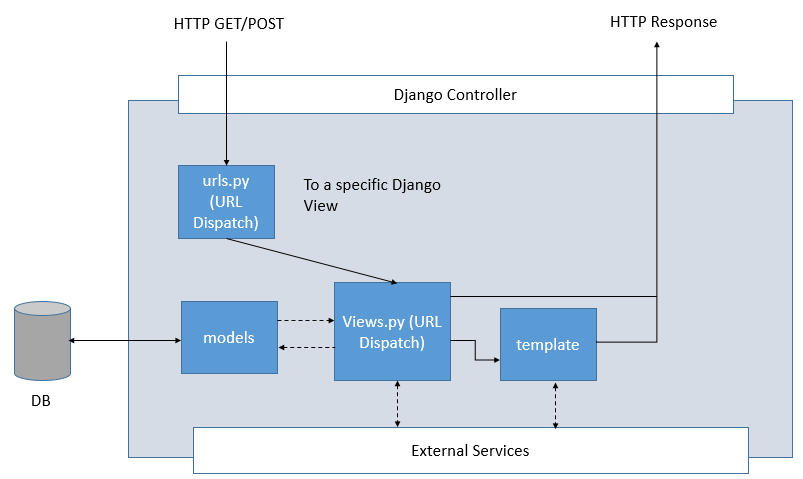 HTTP GET/POST
HTTP Response
Django Controller
urls.py
(URL
Dispatch)
To a specific Django
View
models
Views.py (URL
Dispatch)
template
DB
External Services